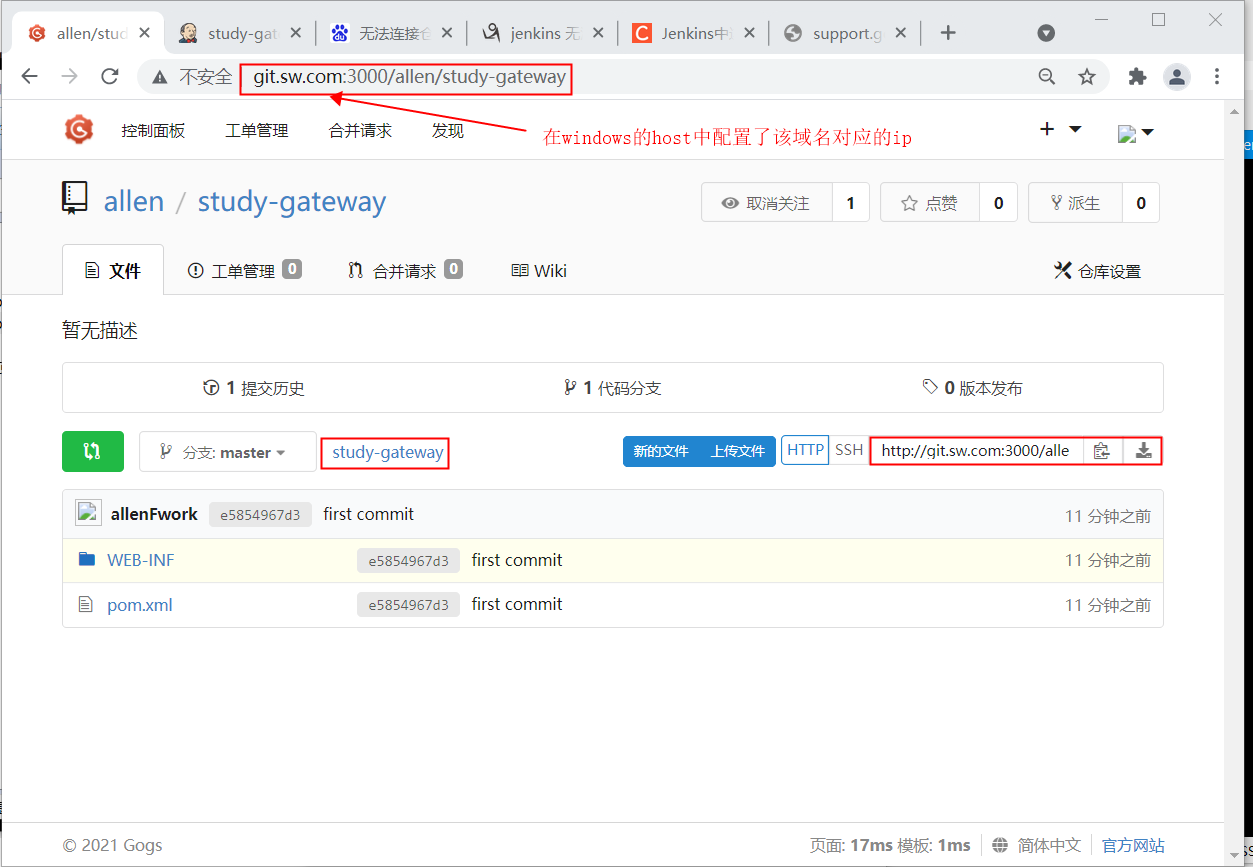 allen/stud
study-gat
无法连接仓
jenkins 无
Jenkins中
support.g
不安全 git.sw.com:3000/allen/study-gateway
控制面板 工单管理 合并请求 发现
在windows的host中配置了该域名对应的ip
allen / study-gateway
取消关注 1 点赞 0 派生 0
文件 工单管理 0 合并请求 0 Wiki 仓库设置
暂无描述
1 提交历史 1 代码分支 0 版本发布
分支: master study-gateway 新的文件 上传文件 HTTP SSH http://git.sw.com:3000/alle
allenFwork e5854967d3 first commit 11 分钟之前
WEB-INF e5854967d3 first commit 11 分钟之前
pom.xml e5854967d3 first commit 11 分钟之前
© 2021 Gogs 页面: 17ms 模板: 1ms 简体中文 官方网站